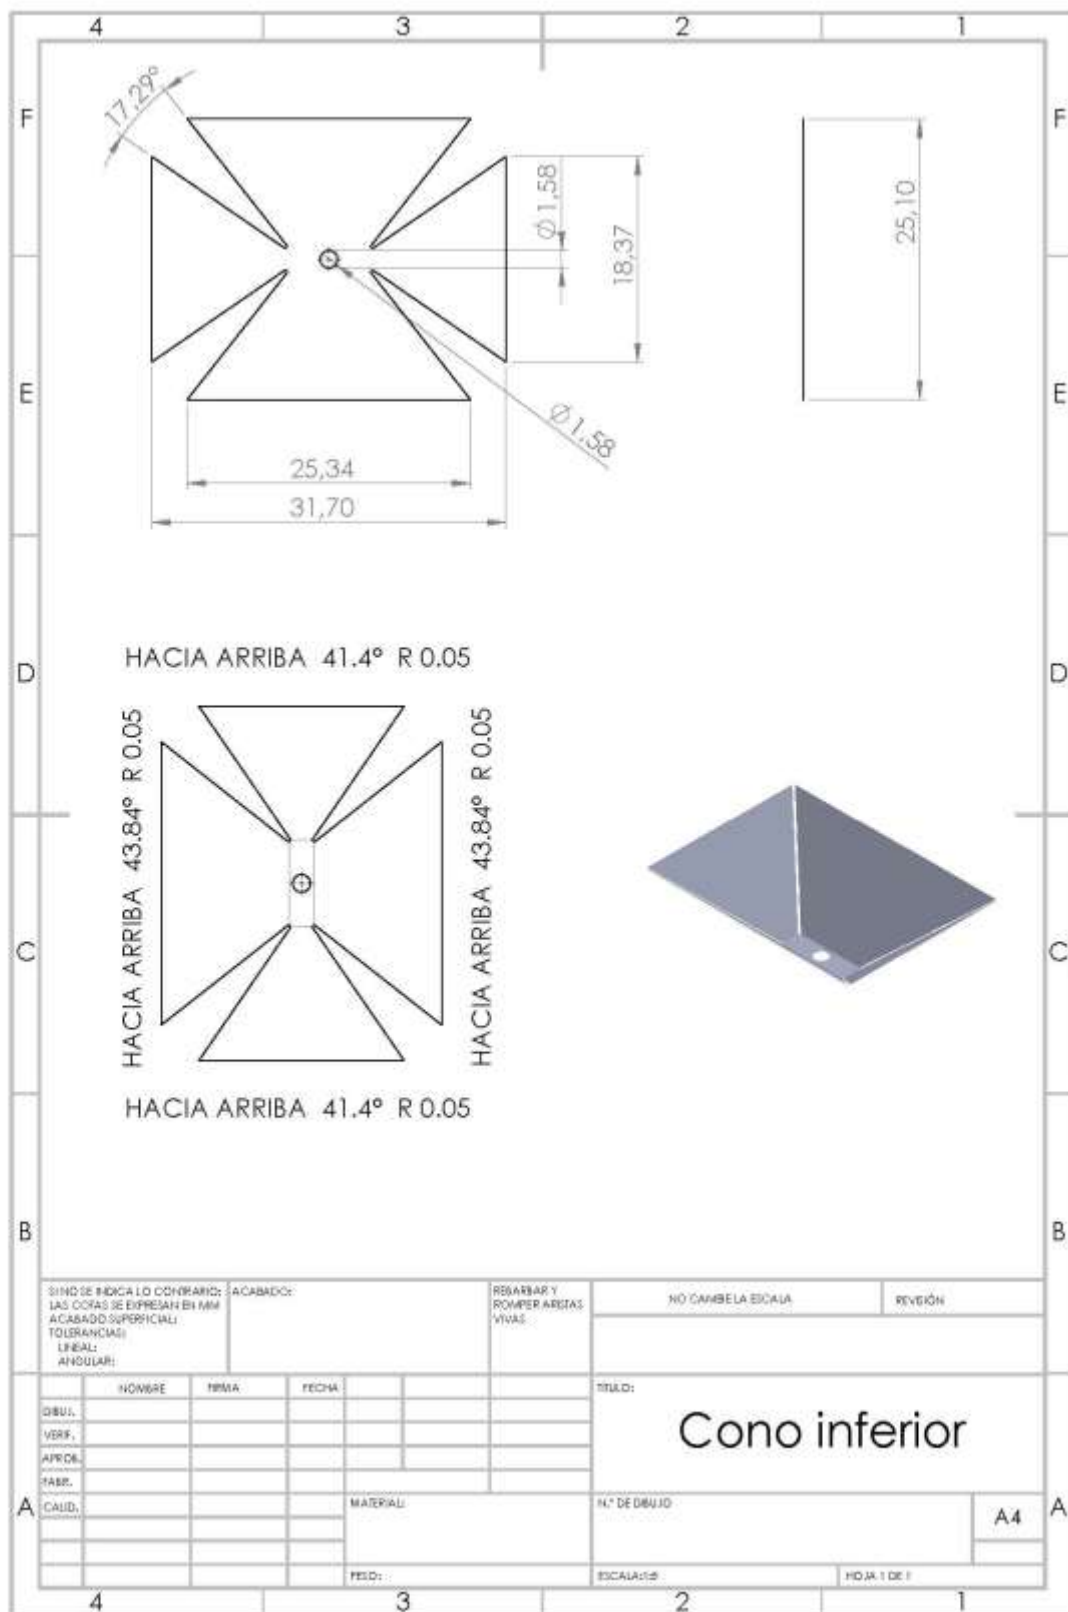 4 3 2 1
F F
17,29°
Ø1,58
18,37
25,10
E E
Ø1,58
25,34
31,70
HACIA ARRIBA 41.4° R 0.05
D D
HACIA ARRIBA 43.84° R 0.05
HACIA ARRIBA 43.84° R 0.05
C C
HACIA ARRIBA 41.4° R 0.05
B B
SI NO SE INDICA LO CONTRARIO:
LAS COTAS SE EXPRESAN EN MM
ACABADO SUPERFICIAL:
TOLERANCIAS:
LINEAL:
ANGULAR:
ACABADO:
REBARBAR Y
ROMPER ARISTAS
VIVAS
NO CAMBIE LA ESCALA
REVISIÓN
NOMBRE FIRMA FECHA
TÍTULO:
DIBUJ.
VERIF.
APROB.
FABR.
CALID.
Cono inferior
A A
MATERIAL:
N.º DE DIBUJO
A4
PESO:
HOJA 1 DE 1
4 3 2 1